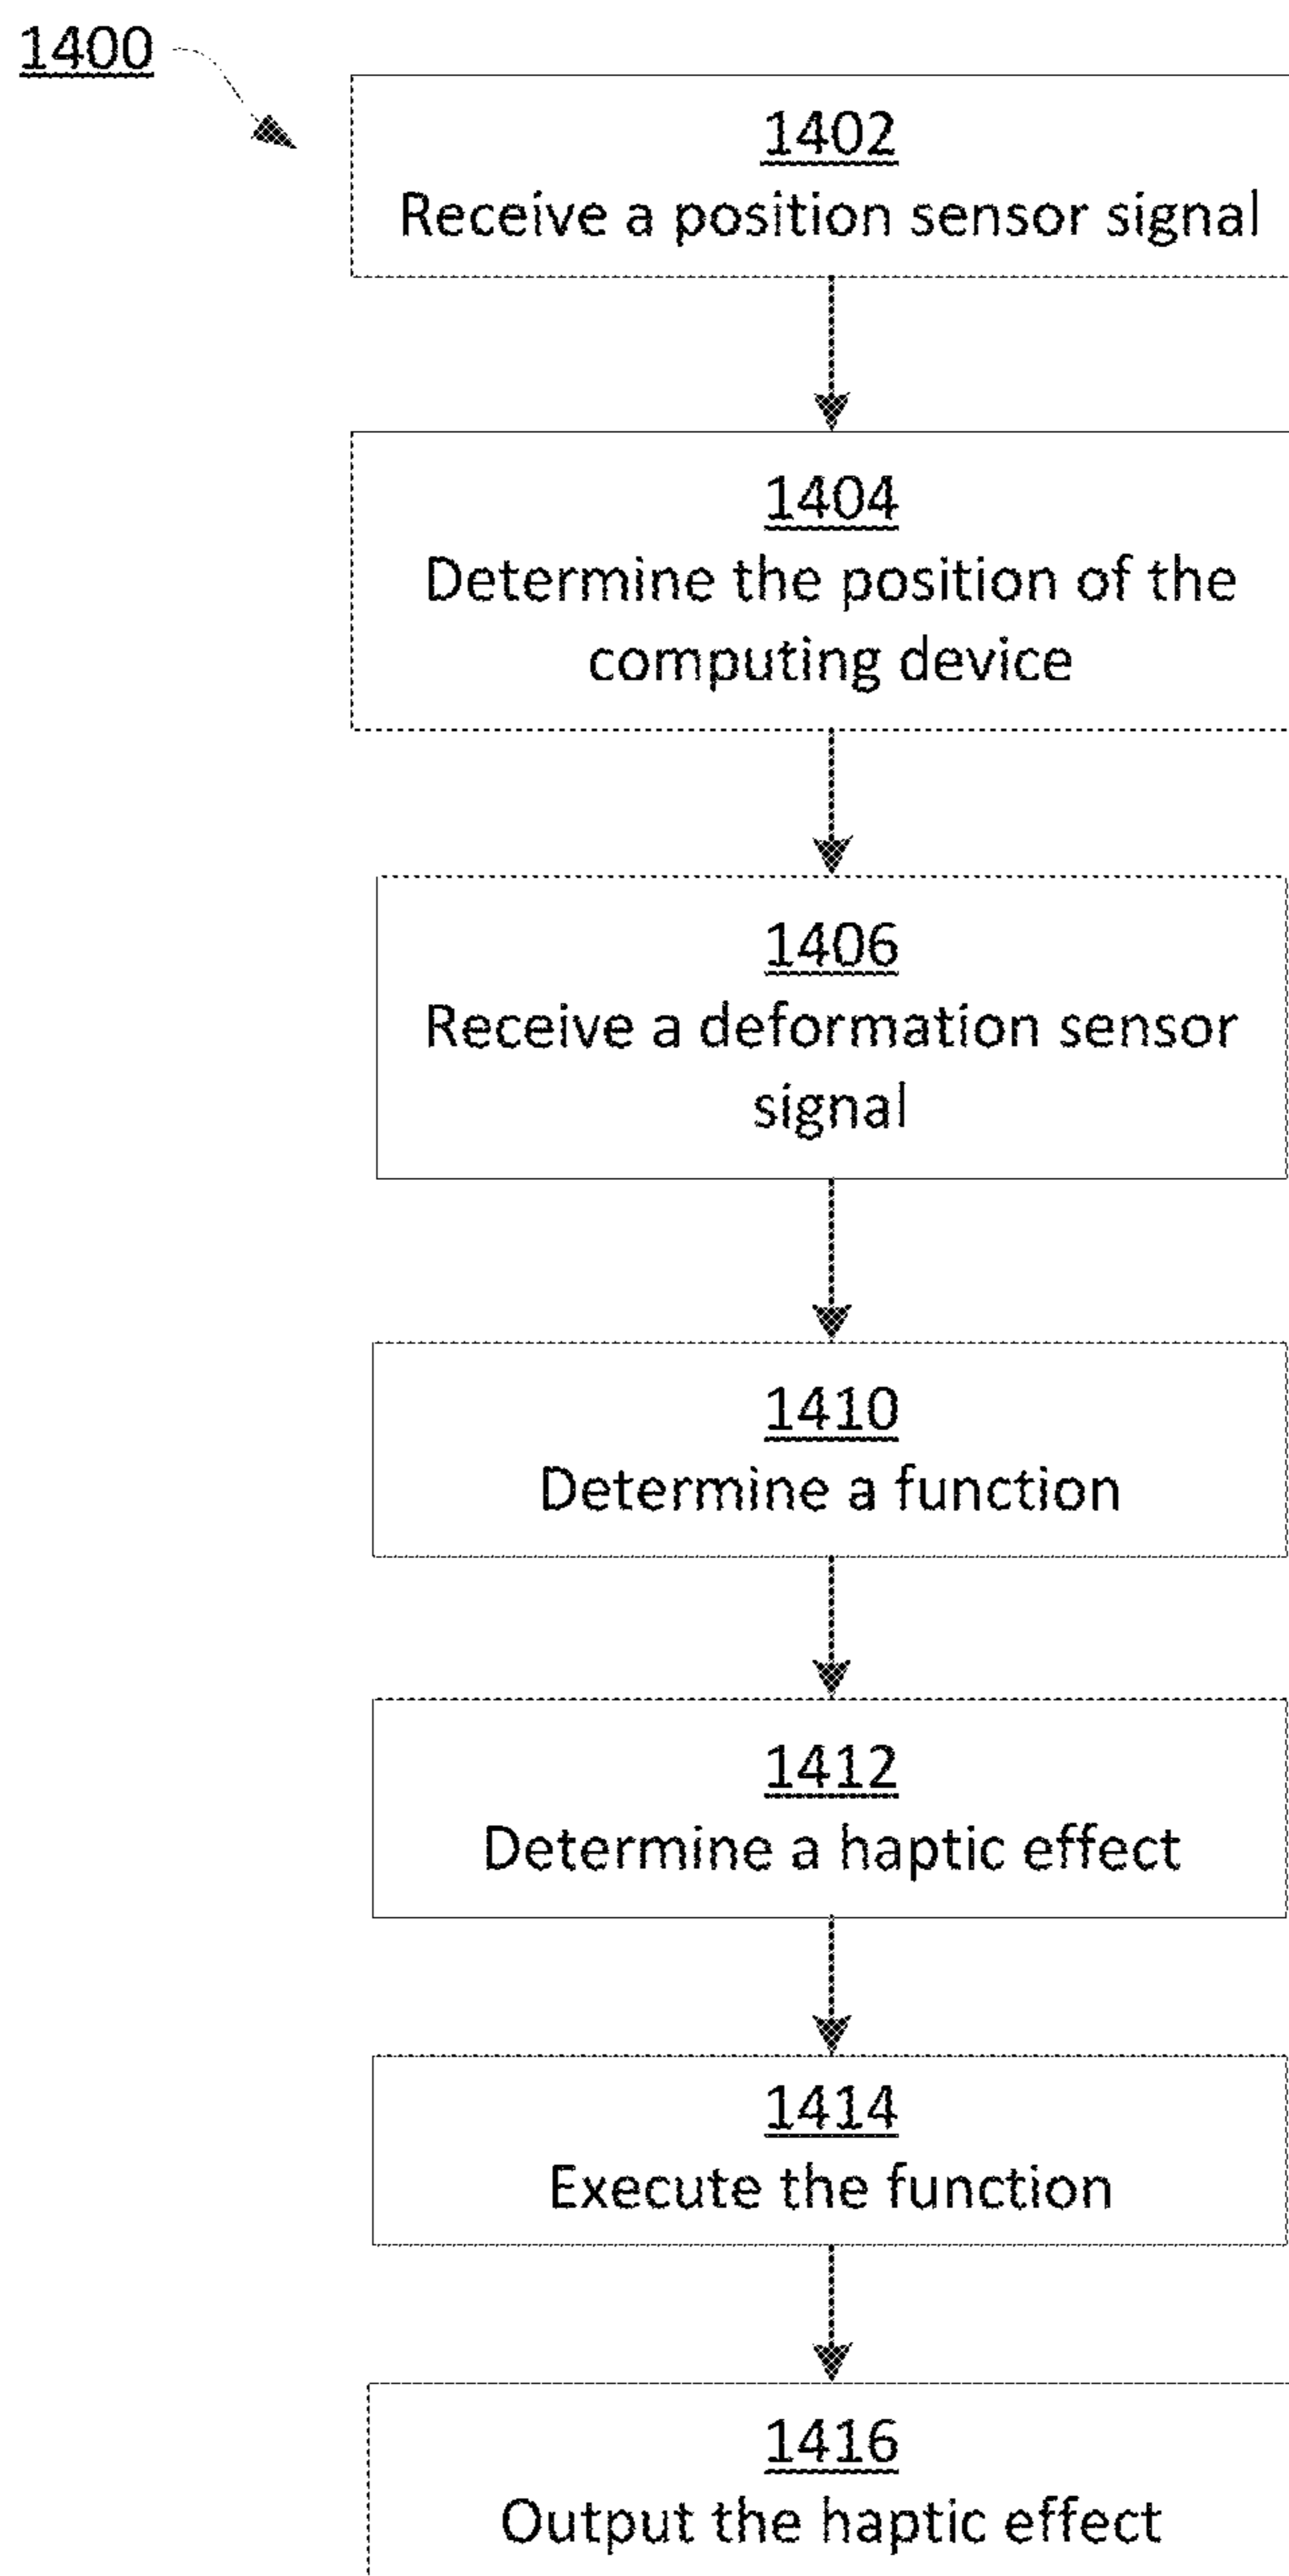 1400
1402
Receive a position sensor signal
1404
Determine the position of the
computing device
1406
Receive a deformation sensor
signal
1410
Determine a function
1412
Determine a haptic effect
1414
Execute the function
1416
Output the haptic effect